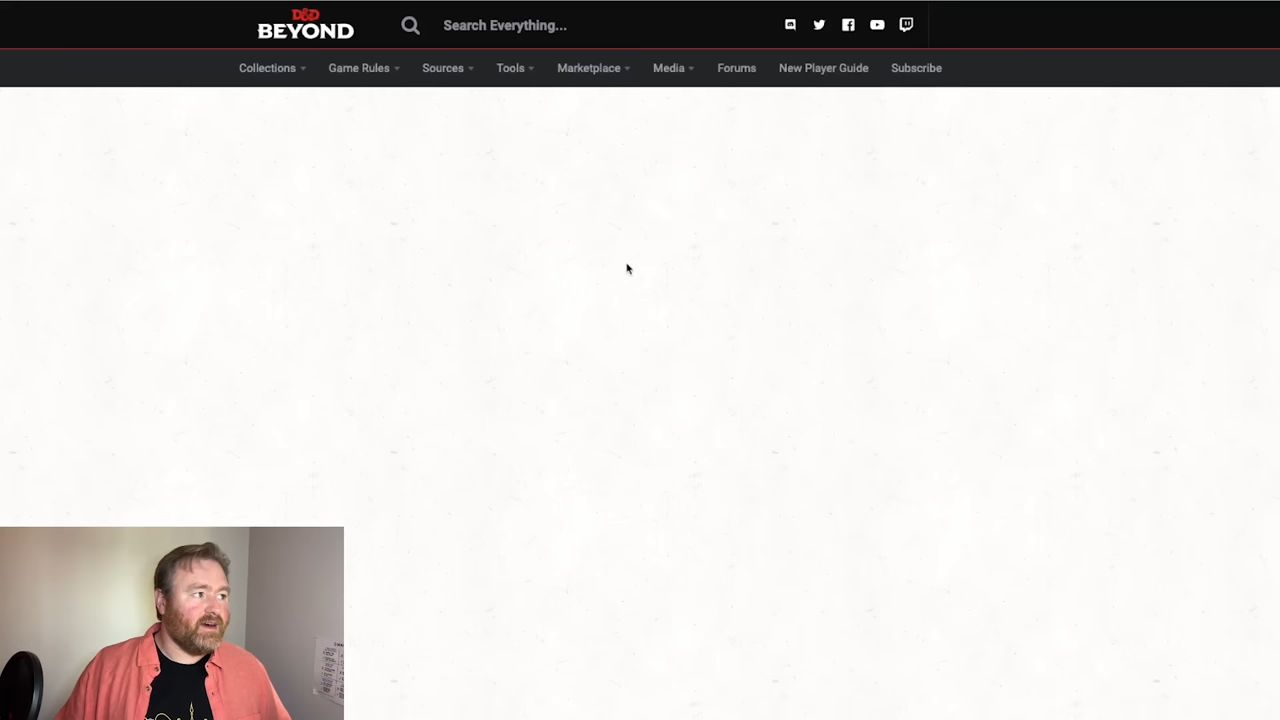 D&D
BEYOND
Search Everything...
Collections
Game Rules
Sources
Tools
Marketplace
Media
Forums
New Player Guide
Subscribe